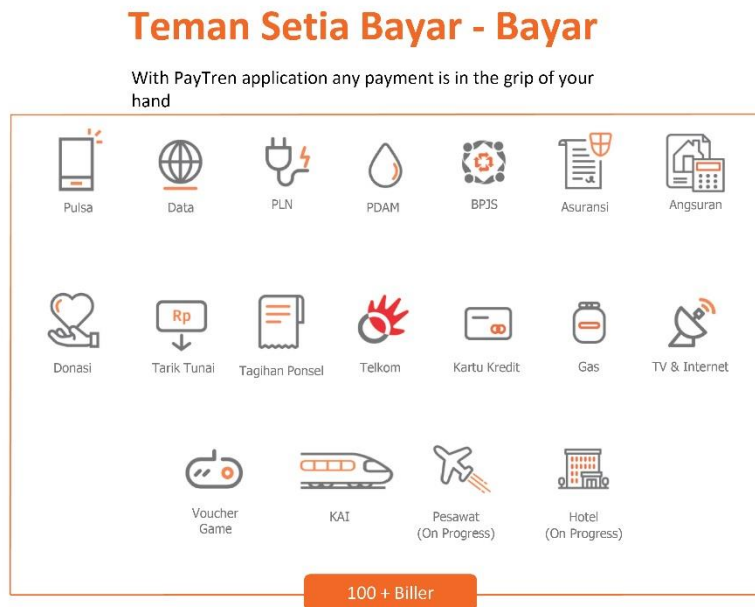 Teman Setia Bayar - Bayar
With PayTren application any payment is in the grip of your
hand
Pulsa
Data
PLN
PDAM
BPJS
Asuransi
Angsuran
Rp
Donasi
Tarik Tunai
Tagihan Ponsel
Telkom
Kartu Kredit
Gas
TV & Internet
Voucher
Game
KAI
Pesawat
(On Progress)
Hotel
(On Progress)
100 + Biller